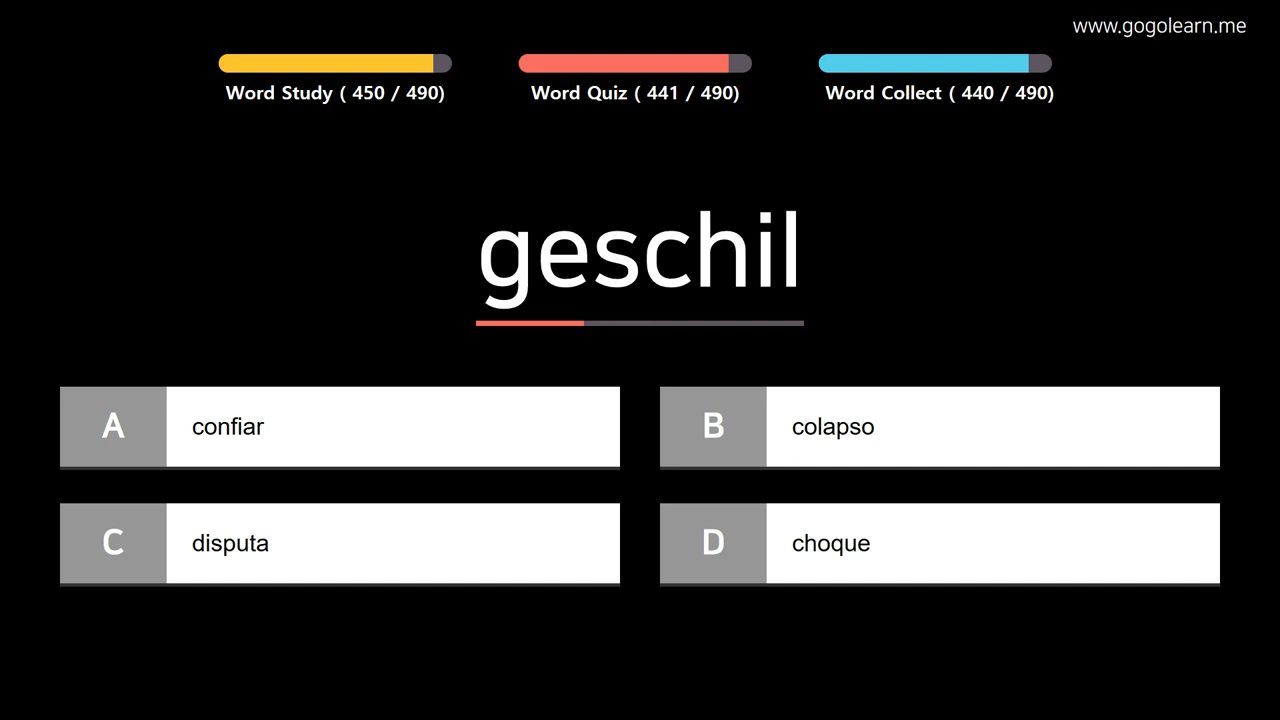 www.gogolearn.me
Word Study ( 450 / 490)
Word Quiz ( 441 / 490)
Word Collect ( 440 / 490)
geschil
A confiar
B colapso
C disputa
D choque